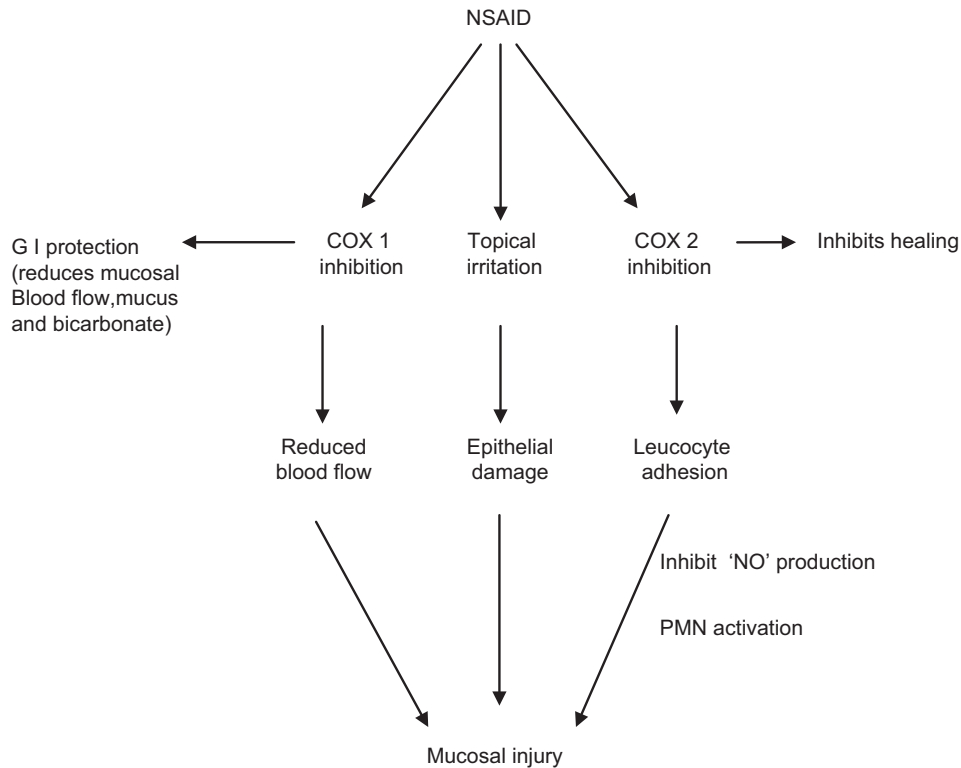 NSAID
G I protection
(reduces mucosal
Blood flow,mucus
and bicarbonate)
COX 1
inhibition
Topical
irritation
COX 2
inhibition
Inhibits healing
Reduced
blood flow
Epithelial
damage
Leucocyte
adhesion
Inhibit ‘NO’ production
PMN activation
Mucosal injury